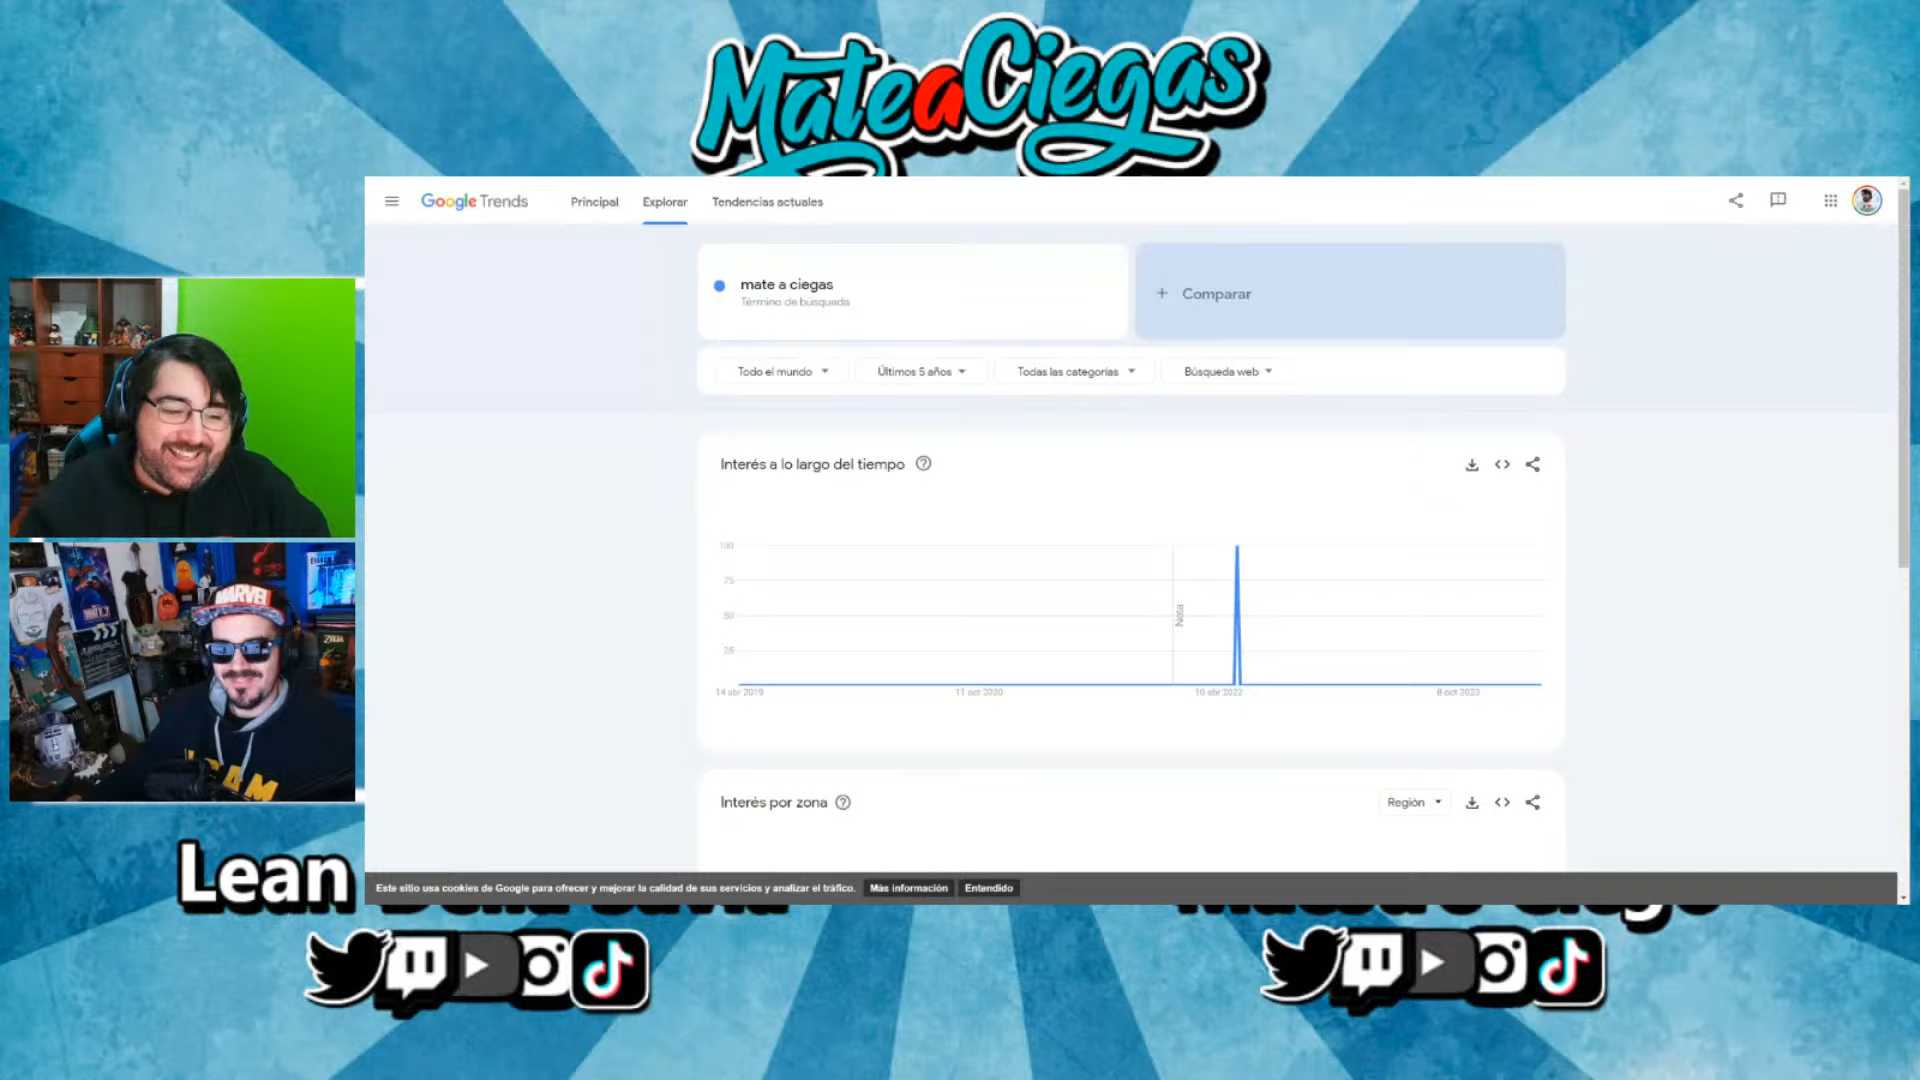 MateaCiegas
Google Trends
Principal
Explorar
Tendencias actuales
mate a ciegas
Término de búsqueda
+ Comparar
Todo el mundo
Últimos 5 años
Todas las categorías
Búsqueda web
Interés a lo largo del tiempo
100
75
50
25
Nota
14 abr 2019
11 oct 2020
10 abr 2022
8 oct 2023
Interés por zona
Región
Este sitio usa cookies de Google para ofrecer y mejorar la calidad de sus servicios y analizar el tráfico.
Más información
Entendido
MARVEL
ZELDA
Lean